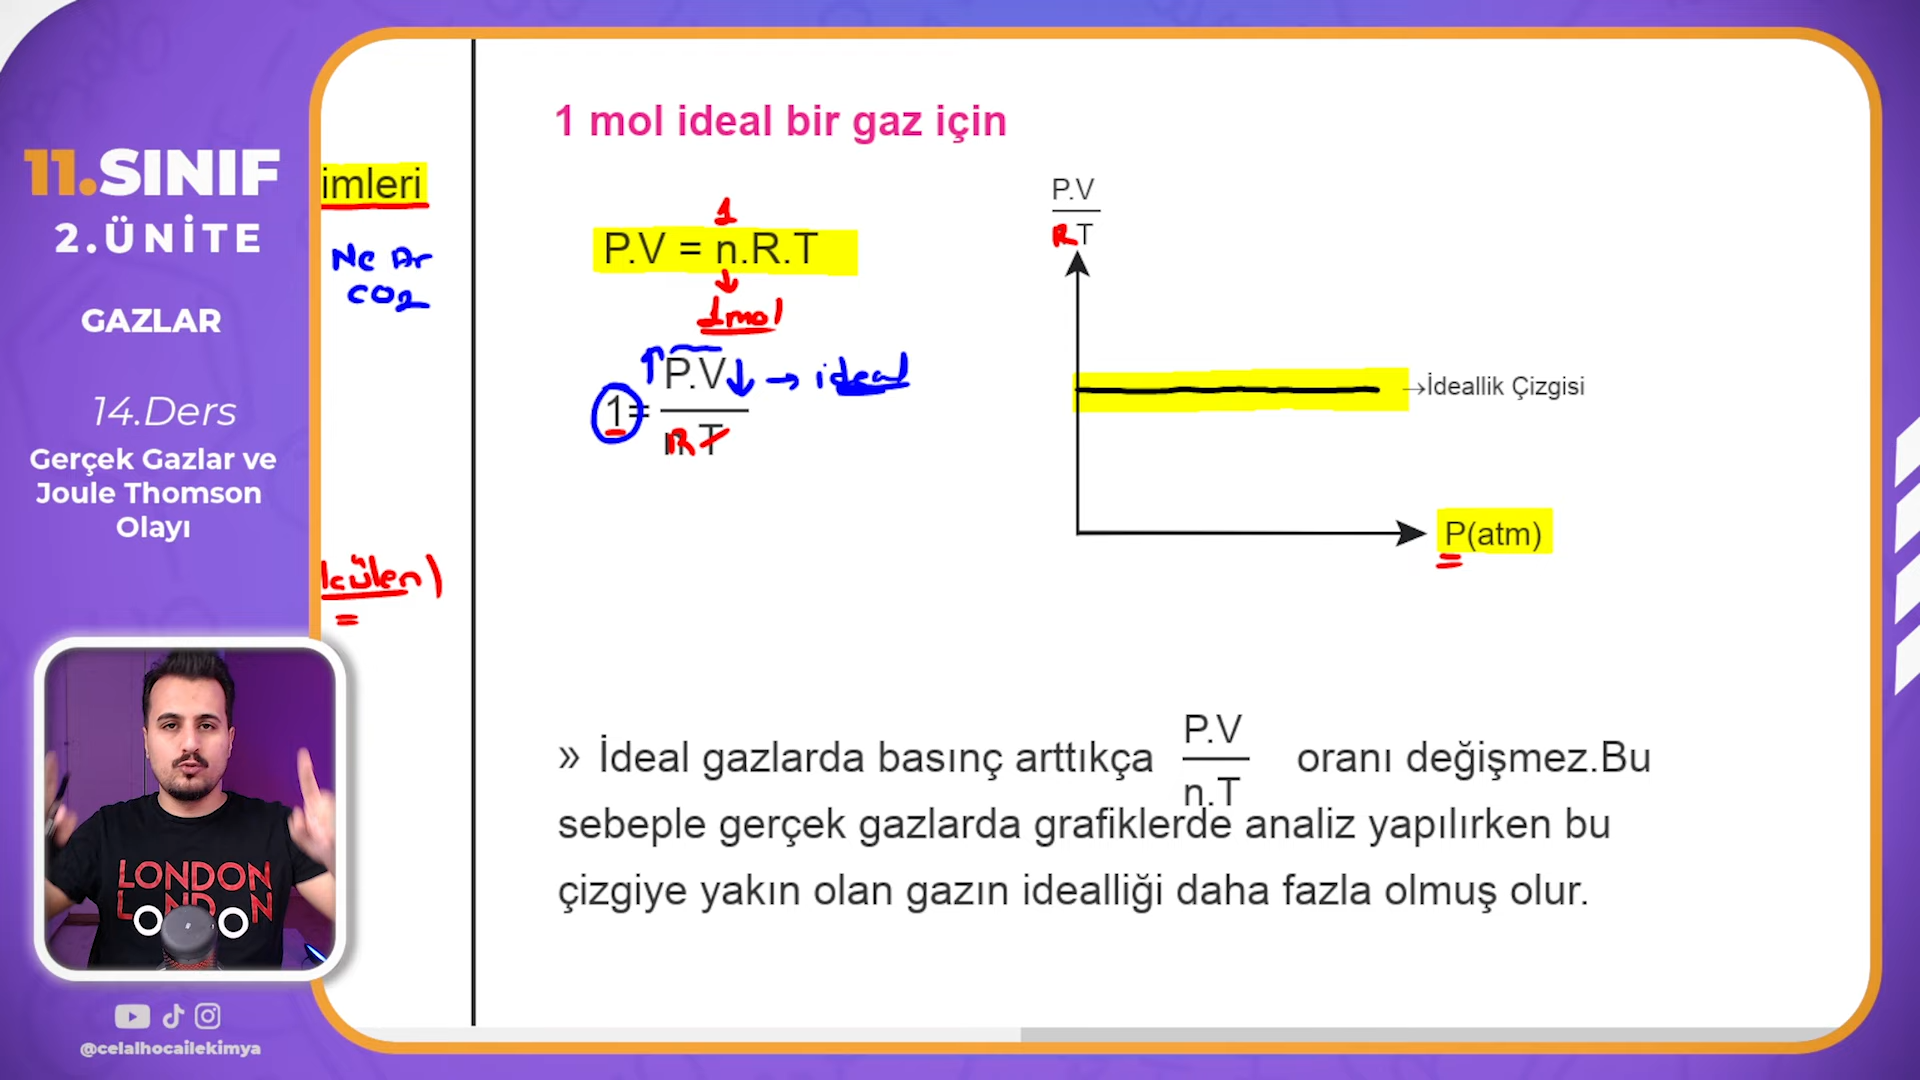 11.SINIF
2.ÜNİTE
GAZLAR
14.Ders
Gerçek Gazlar ve
Joule Thomson
Olayı
@celalhocailekimya
LONDON
imleri
Ne Ar
CO2
1 mol ideal bir gaz için
1
P.V = n.R.T
1mol
P.V → ideal
1=
R T
P.V
RT
→İdeallik Çizgisi
P(atm)
» İdeal gazlarda basınç arttıkça P.V/n.T oranı değişmez.Bu
sebeple gerçek gazlarda grafiklerde analiz yapılırken bu
çizgiye yakın olan gazın idealliği daha fazla olmuş olur.